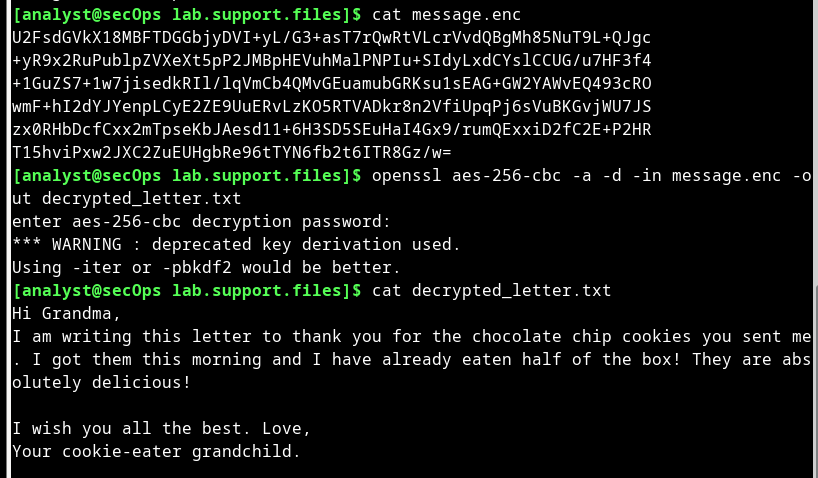 [analyst@secOps lab.support.files]$ cat message.enc
U2FsdGVkX18MBFTDGGbjyDVI+yL/G3+asT7rQwRtVLcrVvdQBgMh85NuT9L+QJgc
+yR9x2RuPublpZVXeXt5pP2JMBpHEVuhMalPNPIu+SIdyLxdCYslCCUG/u7HF3f4
+1GuZS7+1w7jisedkRIl/lqVmCb4QMvGEuamubGRKsu1sEAG+GW2YAWvEQ493cRO
wmF+hI2dYJYenpLCyE2ZE9UuERvLzKO5RTVADkr8n2VfiUpqPj6sVuBKGvjWU7JS
zx0RHbDcfCxx2mTpseKbJAesd11+6H3SD5SEuHaI4Gx9/rumQExxiD2fC2E+P2HR
T15hviPxw2JXC2ZuEUHgbRe96tTYN6fb2t6ITR8Gz/w=
[analyst@secOps lab.support.files]$ openssl aes-256-cbc -a -d -in message.enc -o
ut decrypted_letter.txt
enter aes-256-cbc decryption password:
*** WARNING : deprecated key derivation used.
Using -iter or -pbkdf2 would be better.
[analyst@secOps lab.support.files]$ cat decrypted_letter.txt
Hi Grandma,
I am writing this letter to thank you for the chocolate chip cookies you sent me
. I got them this morning and I have already eaten half of the box! They are abs
olutely delicious!
I wish you all the best. Love,
Your cookie-eater grandchild.